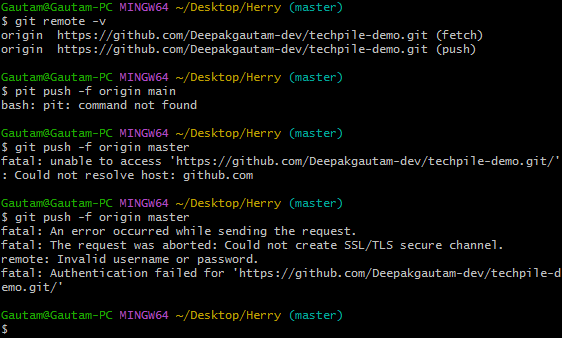 Gautam@Gautam-PC MINGW64 ~/Desktop/Herry (master)
$ git remote -v
origin  https://github.com/Deepakgautam-dev/techpile-demo.git (fetch)
origin  https://github.com/Deepakgautam-dev/techpile-demo.git (push)
Gautam@Gautam-PC MINGW64 ~/Desktop/Herry (master)
$ pit push -f origin main
bash: pit: command not found
Gautam@Gautam-PC MINGW64 ~/Desktop/Herry (master)
$ git push -f origin master
fatal: unable to access 'https://github.com/Deepakgautam-dev/techpile-demo.git/'
: Could not resolve host: github.com
Gautam@Gautam-PC MINGW64 ~/Desktop/Herry (master)
$ git push -f origin master
fatal: An error occurred while sending the request.
fatal: The request was aborted: Could not create SSL/TLS secure channel.
remote: Invalid username or password.
fatal: Authentication failed for 'https://github.com/Deepakgautam-dev/techpile-d
emo.git/'
Gautam@Gautam-PC MINGW64 ~/Desktop/Herry (master)
$